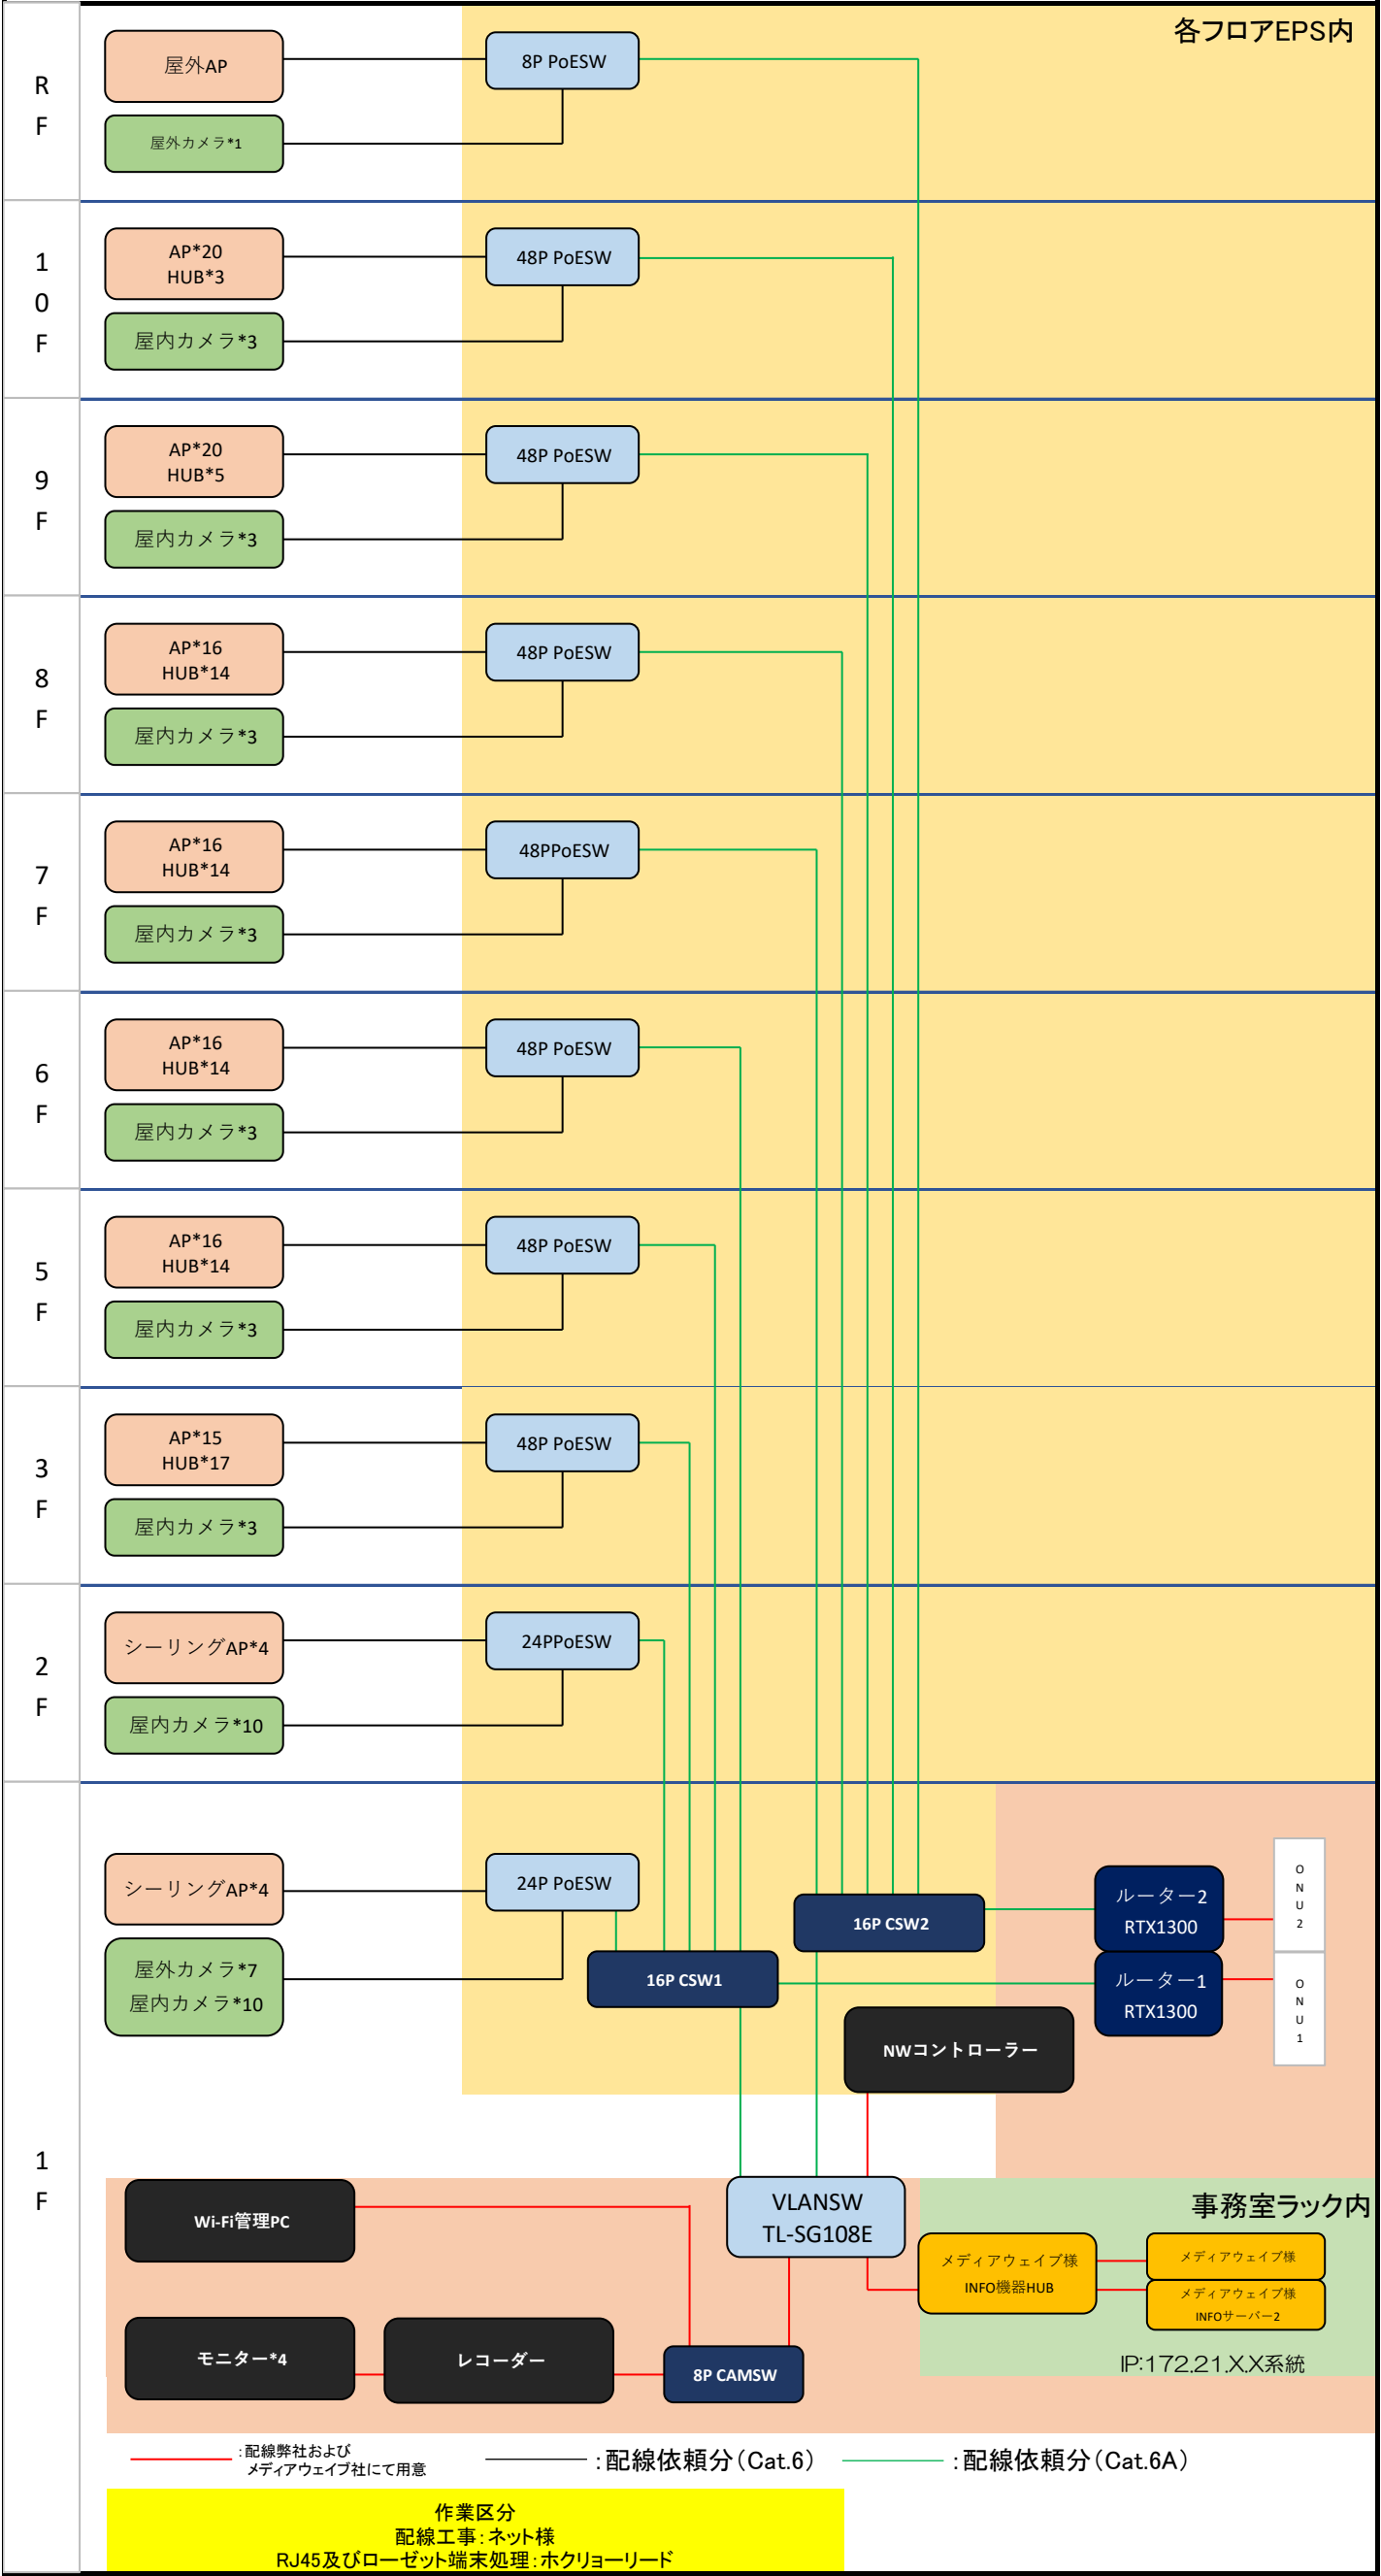 各フロアEPS内
R
F
屋外AP
8P PoESW
屋外カメラ*1
1
0
F
AP*20
HUB*3
48P PoESW
屋内カメラ*3
9
F
AP*20
HUB*5
48P PoESW
屋内カメラ*3
8
F
AP*16
HUB*14
48P PoESW
屋内カメラ*3
7
F
AP*16
HUB*14
48PPoESW
屋内カメラ*3
6
F
AP*16
HUB*14
48P PoESW
屋内カメラ*3
5
F
AP*16
HUB*14
48P PoESW
屋内カメラ*3
3
F
AP*15
HUB*17
48P PoESW
屋内カメラ*3
2
F
シーリングAP*4
24PPoESW
屋内カメラ*10
1
F
シーリングAP*4
24P PoESW
屋外カメラ*7
屋内カメラ*10
16P CSW2
16P CSW1
ルーター2
RTX1300
ルーター1
RTX1300
O
N
U
2
O
N
U
1
NWコントローラー
Wi-Fi管理PC
VLANSW
TL-SG108E
事務室ラック内
メディアウェイブ様
INFO機器HUB
メディアウェイブ様
メディアウェイブ様
INFOサーバー2
モニター*4
レコーダー
8P CAMSW
IP:172.21.X.X系統
:配線弊社および
メディアウェイブ社にて用意
:配線依頼分(Cat.6)
:配線依頼分(Cat.6A)
作業区分
配線工事:ネット様
RJ45及びローゼット端末処理:ホクリョーリード